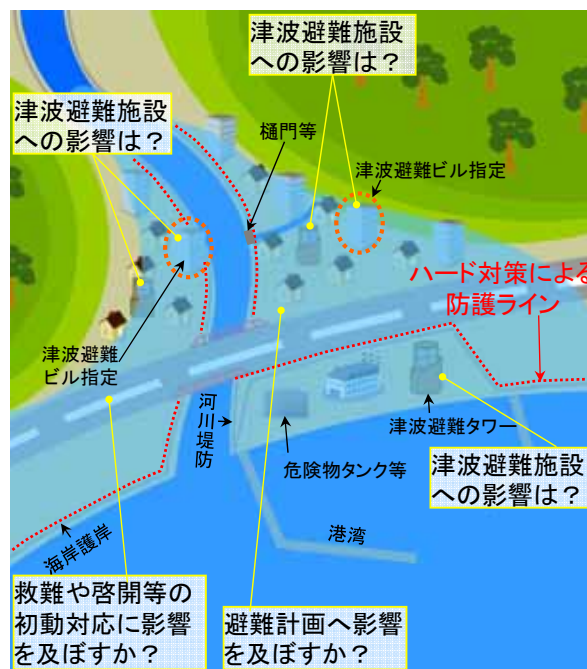 津波避難施設
への影響は？
津波避難施設
への影響は？
樋門等
津波避難ビル指定
ハード対策による
防護ライン
津波避難
ビル指定
河川堤防
危険物タンク等
津波避難タワー
津波避難施設
への影響は？
海岸護岸
港湾
救難や啓開等の
初動対応に影響
を及ぼすか？
避難計画へ影響
を及ぼすか？